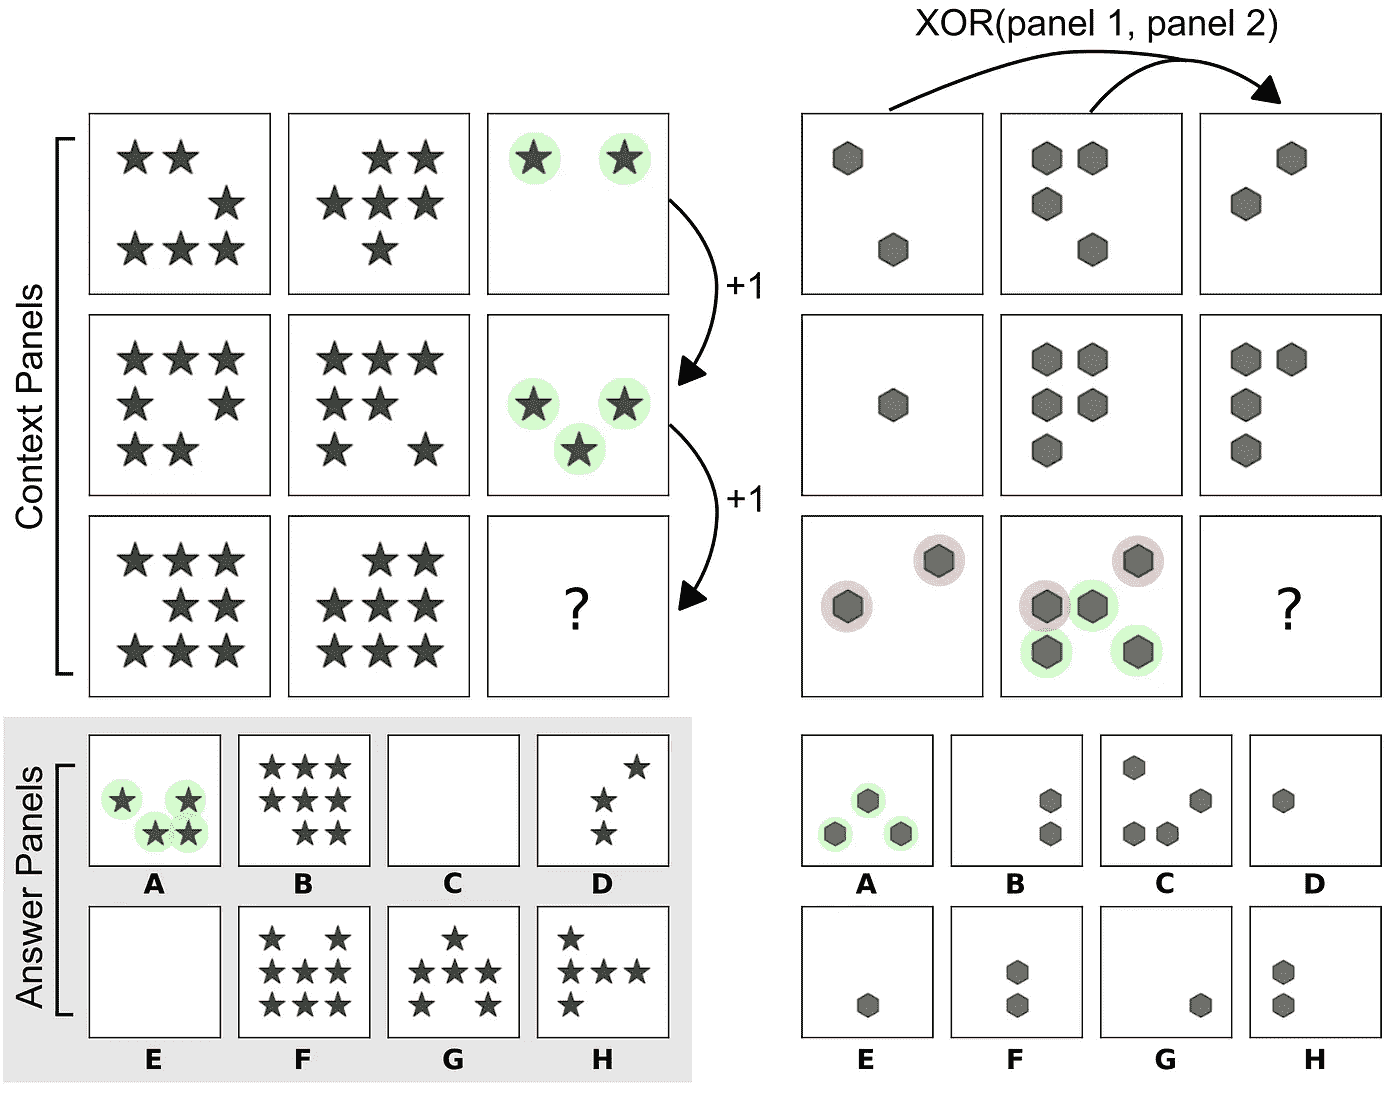 XOR(panel 1, panel 2)
Context Panels
+1
+1
?
?
Answer Panels
A B C D
E F G H
A B C D
E F G H